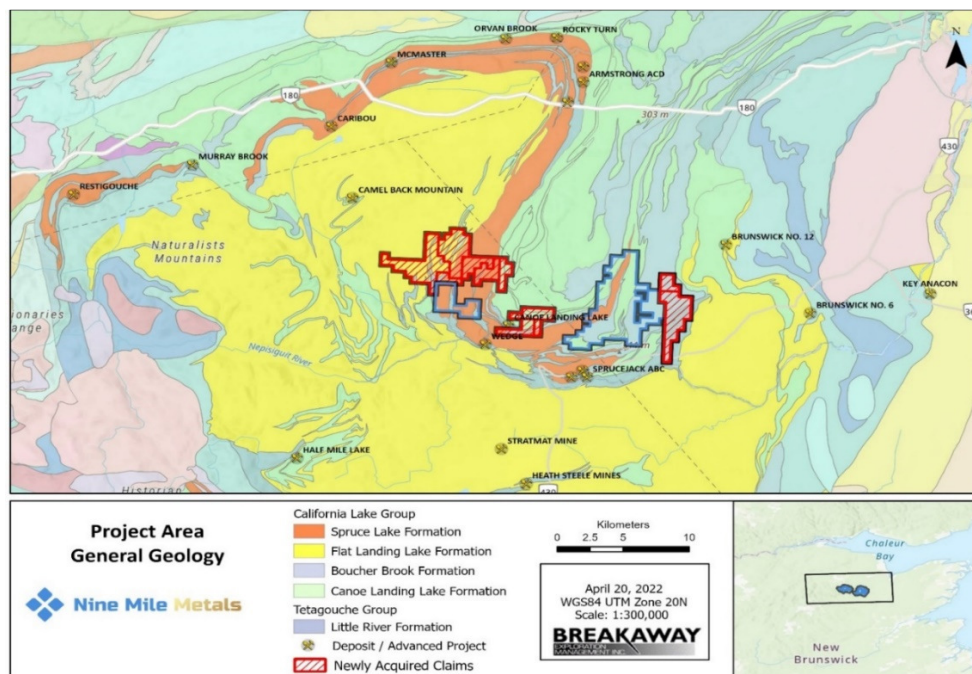 ORVAN BROOK
ROCKY TURN
N
MCMASTER
ARMSTRONG ACD
180
303 m
180
CARIBOU
430
MURRAY BROOK
RESTIGOUCHE
CAMEL BACK MOUNTAIN
Naturalists
Mountains
BRUNSWICK NO. 12
KEY ANACON
BRUNSWICK NO. 6
CANOE LANDING LAKE
WEDGE
Nepisiguit River
SPRUCEJACK ABC
STRATMAT MINE
HALF MILE LAKE
HEATH STEELE MINES
430
Historian
Project Area
General Geology
Nine Mile Metals
California Lake Group
Spruce Lake Formation
Flat Landing Lake Formation
Boucher Brook Formation
Canoe Landing Lake Formation
Tetagouche Group
Little River Formation
Deposit / Advanced Project
Newly Acquired Claims
Kilometers
0 5 10
April 20, 2022
WGS84 UTM Zone 20N
Scale: 1:300,000
BREAKAWAY
EXPLORATION
MANAGEMENT INC.
Chaleur
Bay
New
Brunswick